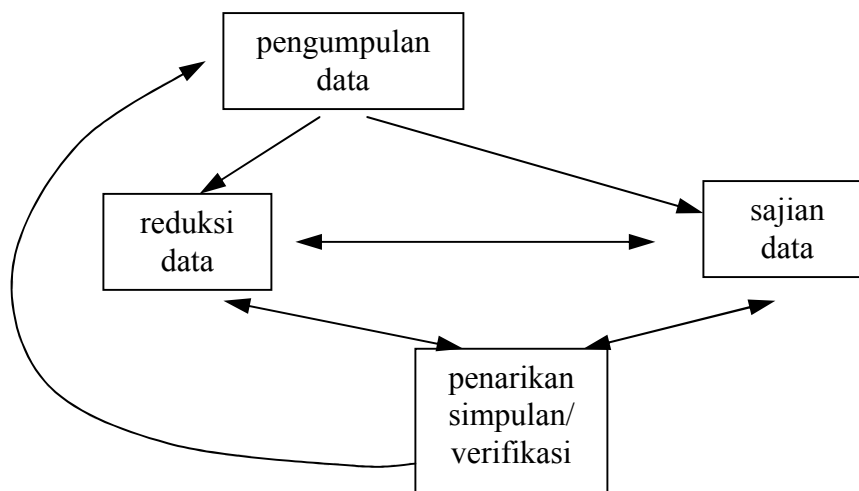 pengumpulan
data
reduksi
data
sajian
data
penarikan
simpulan/
verifikasi